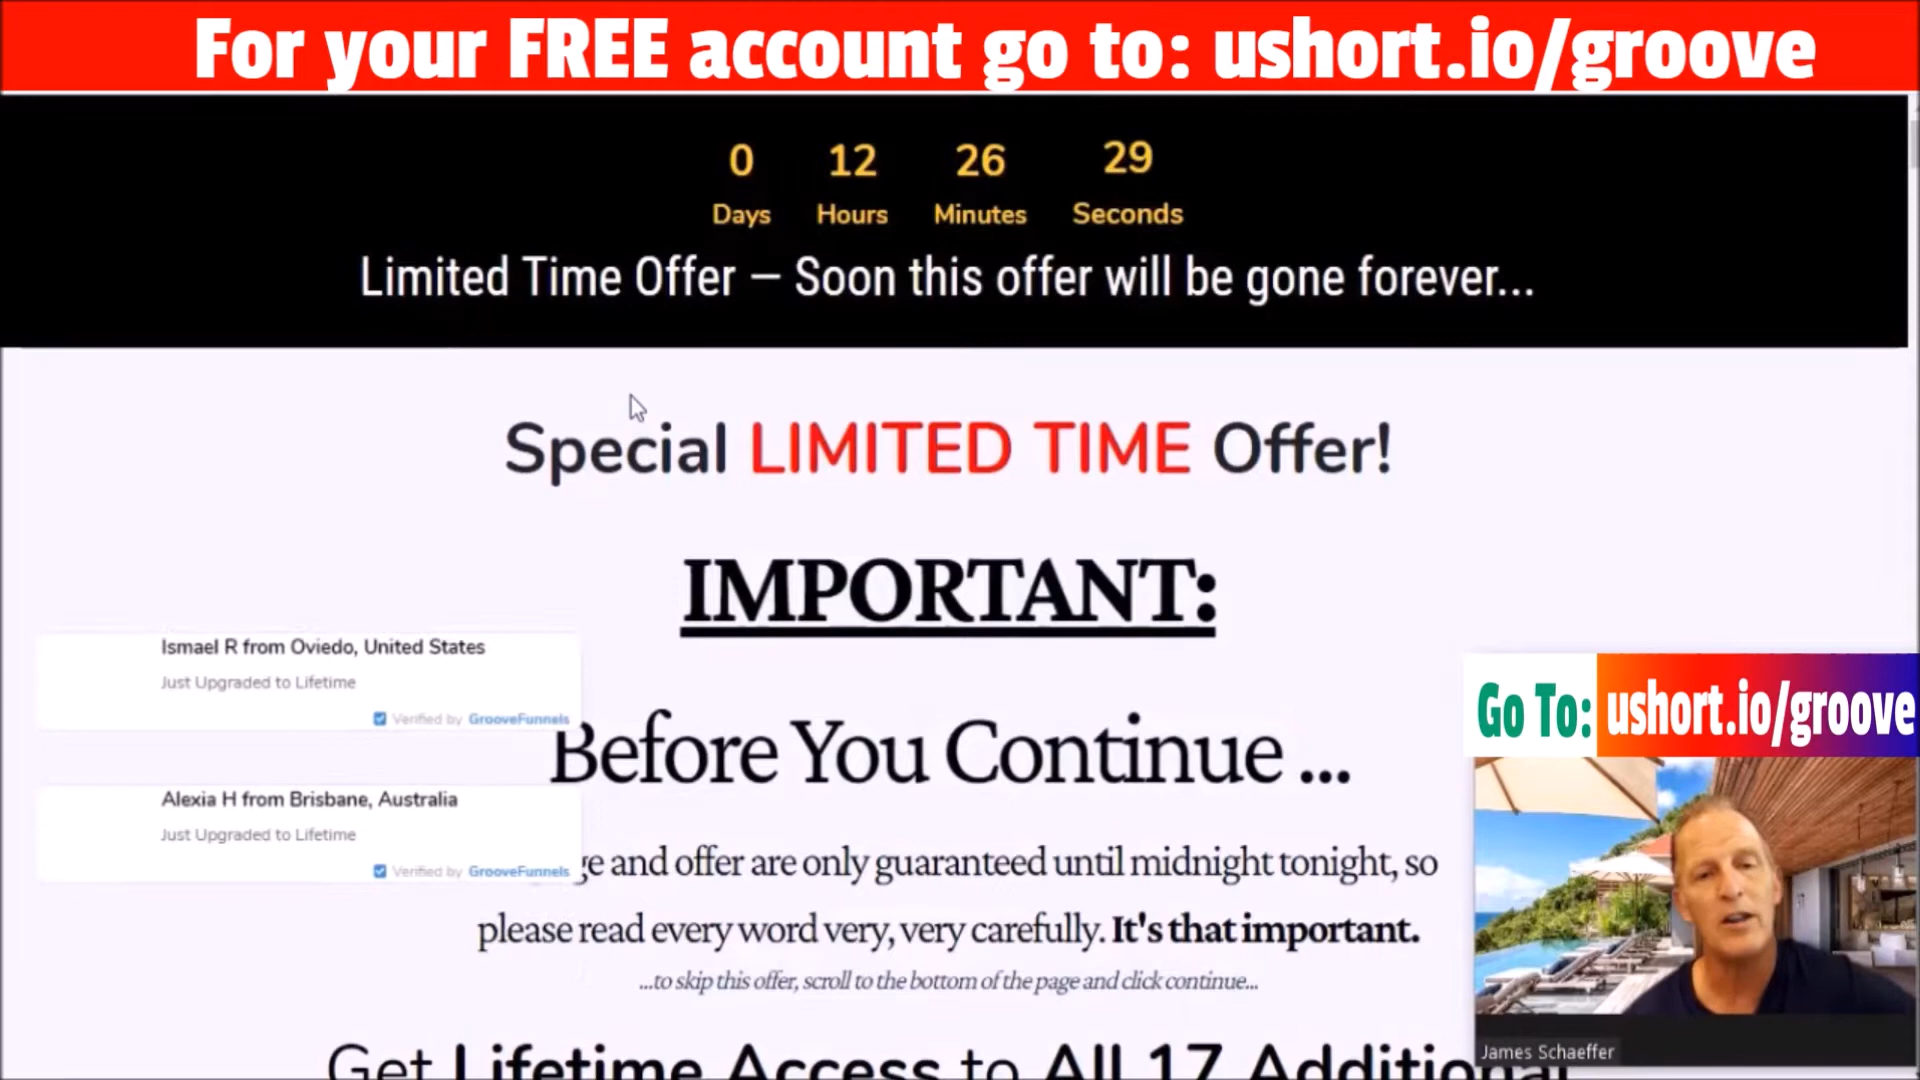 For your FREE account go to: ushort.io/groove
0 12 26 29
Days Hours Minutes Seconds
Limited Time Offer – Soon this offer will be gone forever...
Special LIMITED TIME Offer!
IMPORTANT:
Ismael R from Oviedo, United States
Just Upgraded to Lifetime
Verified by GrooveFunnels
Before You Continue ...
Alexia H from Brisbane, Australia
Just Upgraded to Lifetime
Verified by GrooveFunnels
and offer are only guaranteed until midnight tonight, so
please read every word very, very carefully. It's that important.
...to skip this offer, scroll to the bottom of the page and click continue...
Get Lifetime Access to All 17 Additional
Go To: ushort.io/groove
James Schaeffer